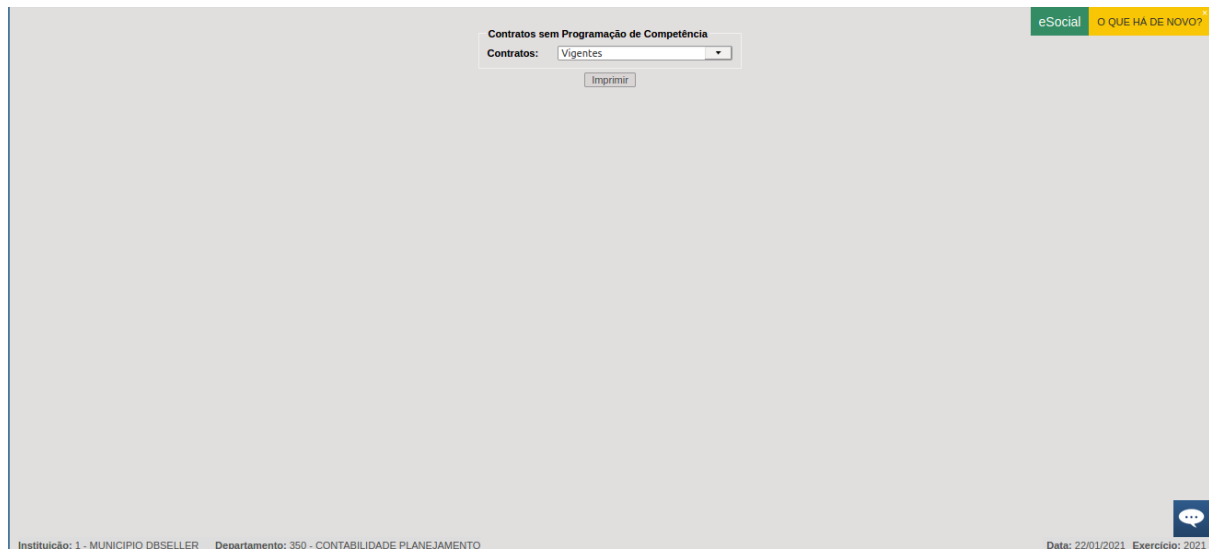 eSocial O QUE HÁ DE NOVO?
Contratos sem Programação de Competência
Contratos: Vigentes
Imprimir
Instituição: 1 - MUNICIPIO DBSELLER Departamento: 350 - CONTABILIDADE PLANEJAMENTO Data: 22/01/2021 Exercício: 2021